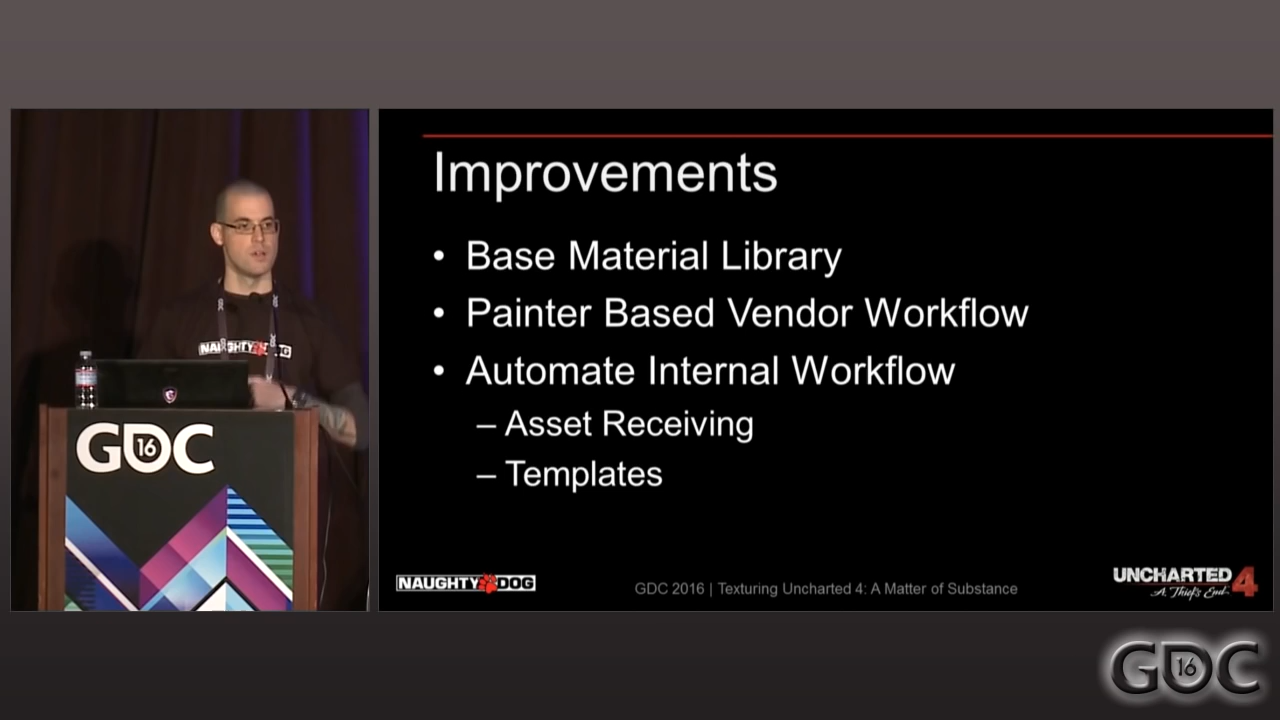 Improvements
• Base Material Library
• Painter Based Vendor Workflow
• Automate Internal Workflow
– Asset Receiving
– Templates
NAUGHTY DOG
GDC 2016 | Texturing Uncharted 4: A Matter of Substance
UNCHARTED 4
A Thief's End
NAUGHTY DOG
GDC 16
GDC 16